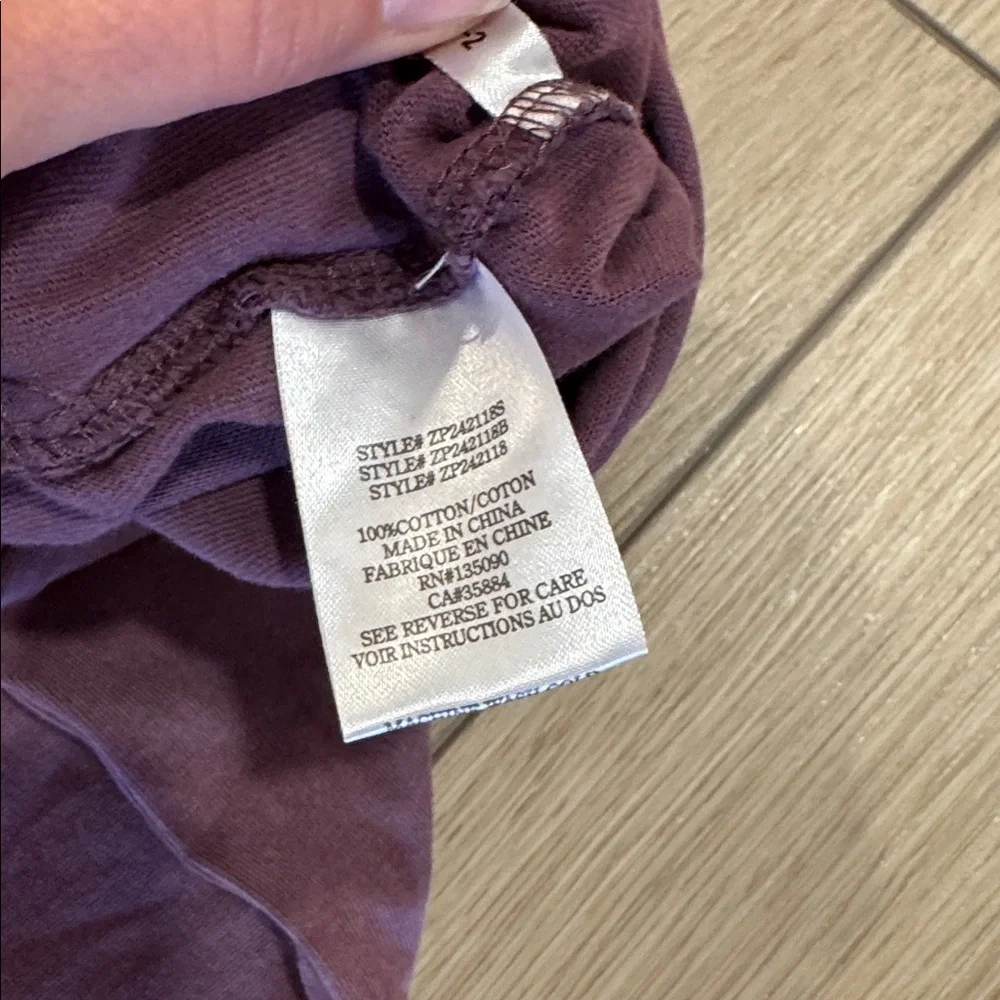 STYLE# ZP242118S
STYLE# ZP242118B
STYLE# ZP242118
100%COTTON/COTON
MADE IN CHINA
FABRIQUE EN CHINE
RN#135090
CA#35884
SEE REVERSE FOR CARE
VOIR INSTRUCTIONS AU DOS